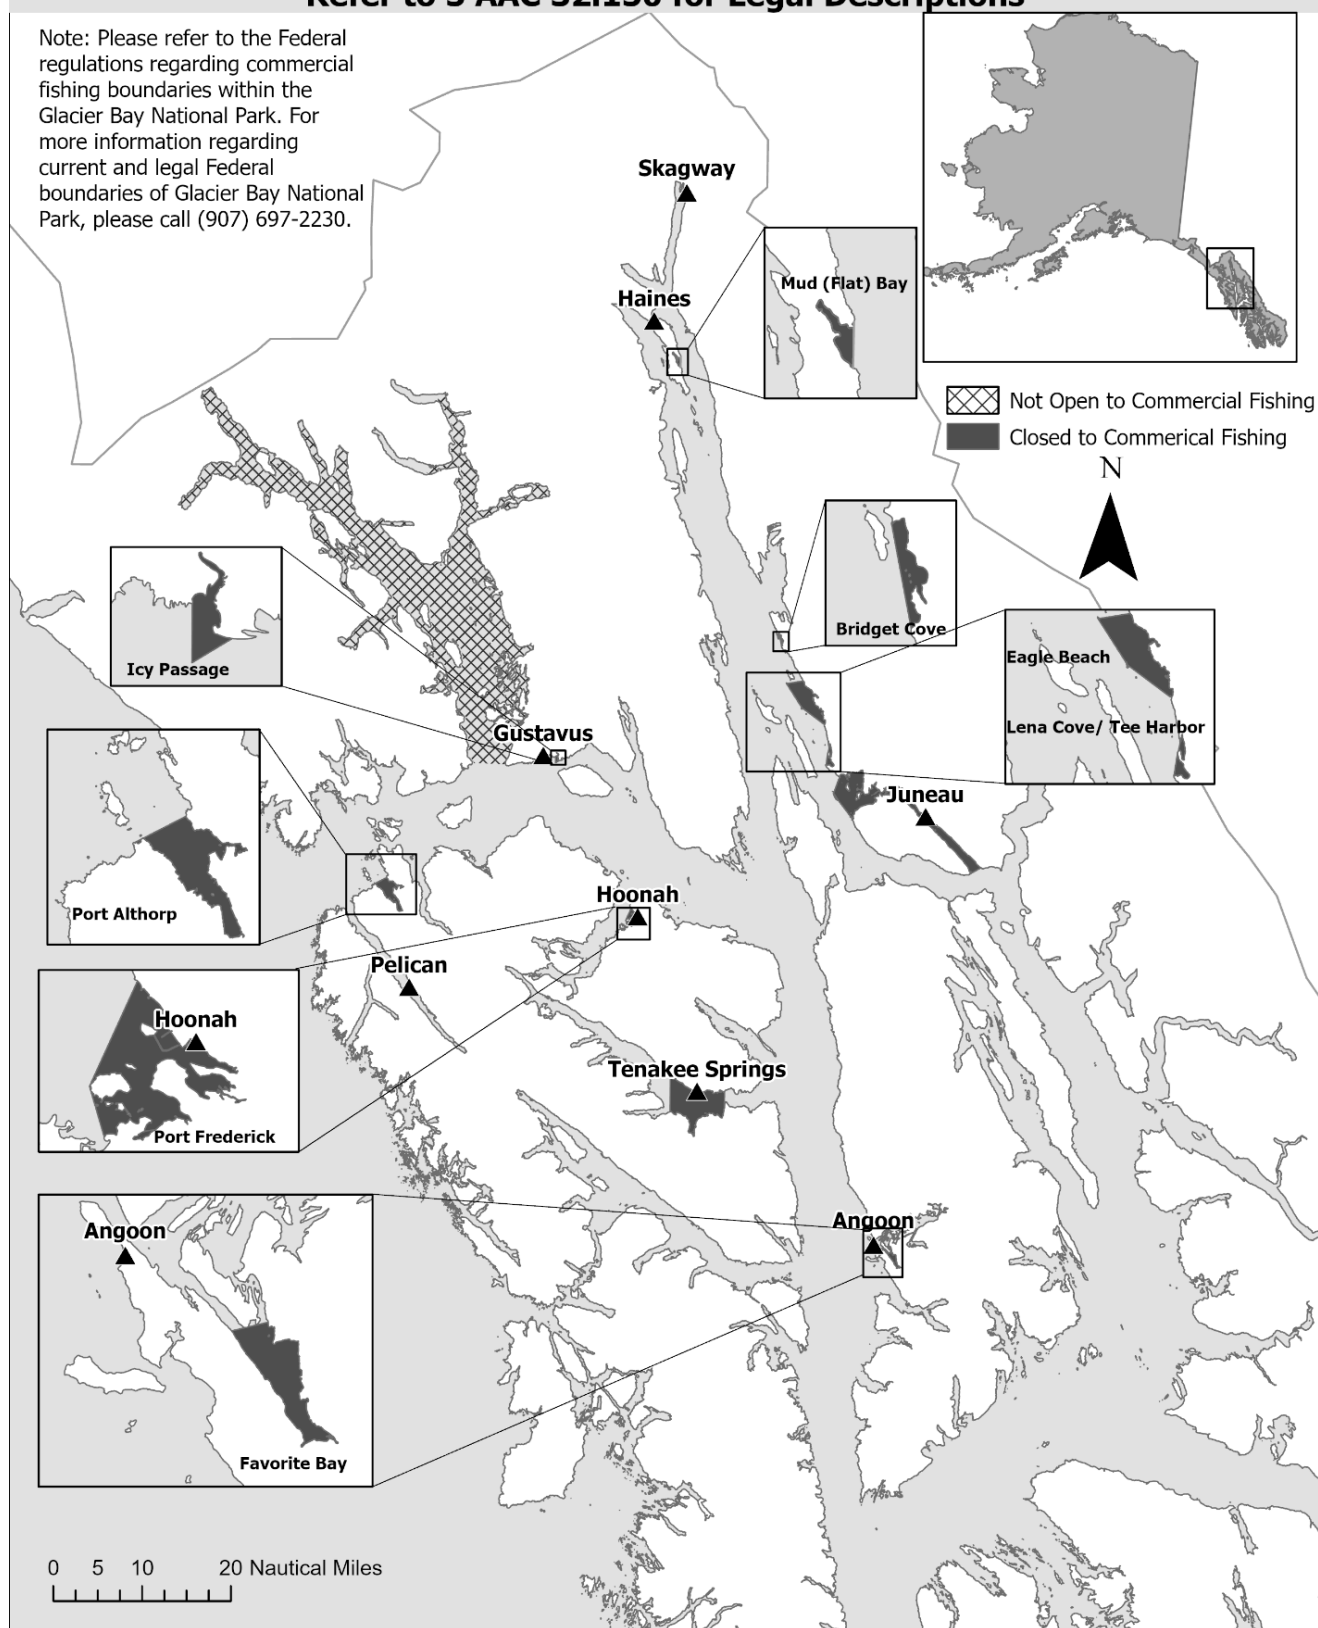 Refer to 5 AAC 32.150 for Legal Descriptions
Note: Please refer to the Federal
regulations regarding commercial
fishing boundaries within the
Glacier Bay National Park. For
more information regarding
current and legal Federal
boundaries of Glacier Bay National
Park, please call (907) 697-2230.
Skagway
Mud (Flat) Bay
Haines
Not Open to Commercial Fishing
Closed to Commerical Fishing
N
Bridget Cove
Eagle Beach
Icy Passage
Lena Cove/ Tee Harbor
Gustavus
Juneau
Hoonah
Port Althorp
Pelican
Hoonah
Tenakee Springs
Port Frederick
Angoon
Angoon
Favorite Bay
0 5 10 20 Nautical Miles